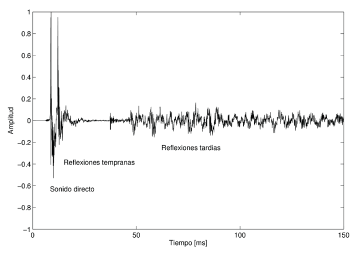 1
0.8
0.6
0.4
0.2
0
−0.2
−0.4
−0.6
−0.8
−1
Amplitud
Reflexiones tardias
Reflexiones tempranas
Sonido directo
0 50 100 150
Tiempo [ms]